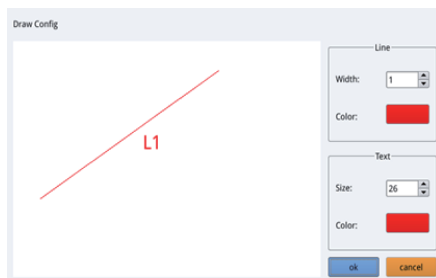 Draw Config
Line
Width: 1
Color:
L1
Text
Size: 26
Color:
ok cancel